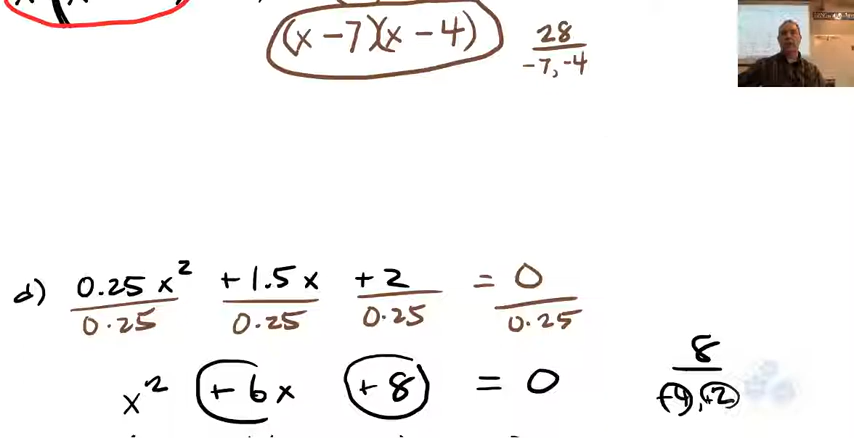 (x − 7)(x − 4)
28
−7, −4
d) 0.25x² + 1.5x + 2 = 0
0.25 0.25 0.25 0.25
x² + 6x + 8 = 0
8
+4, +2